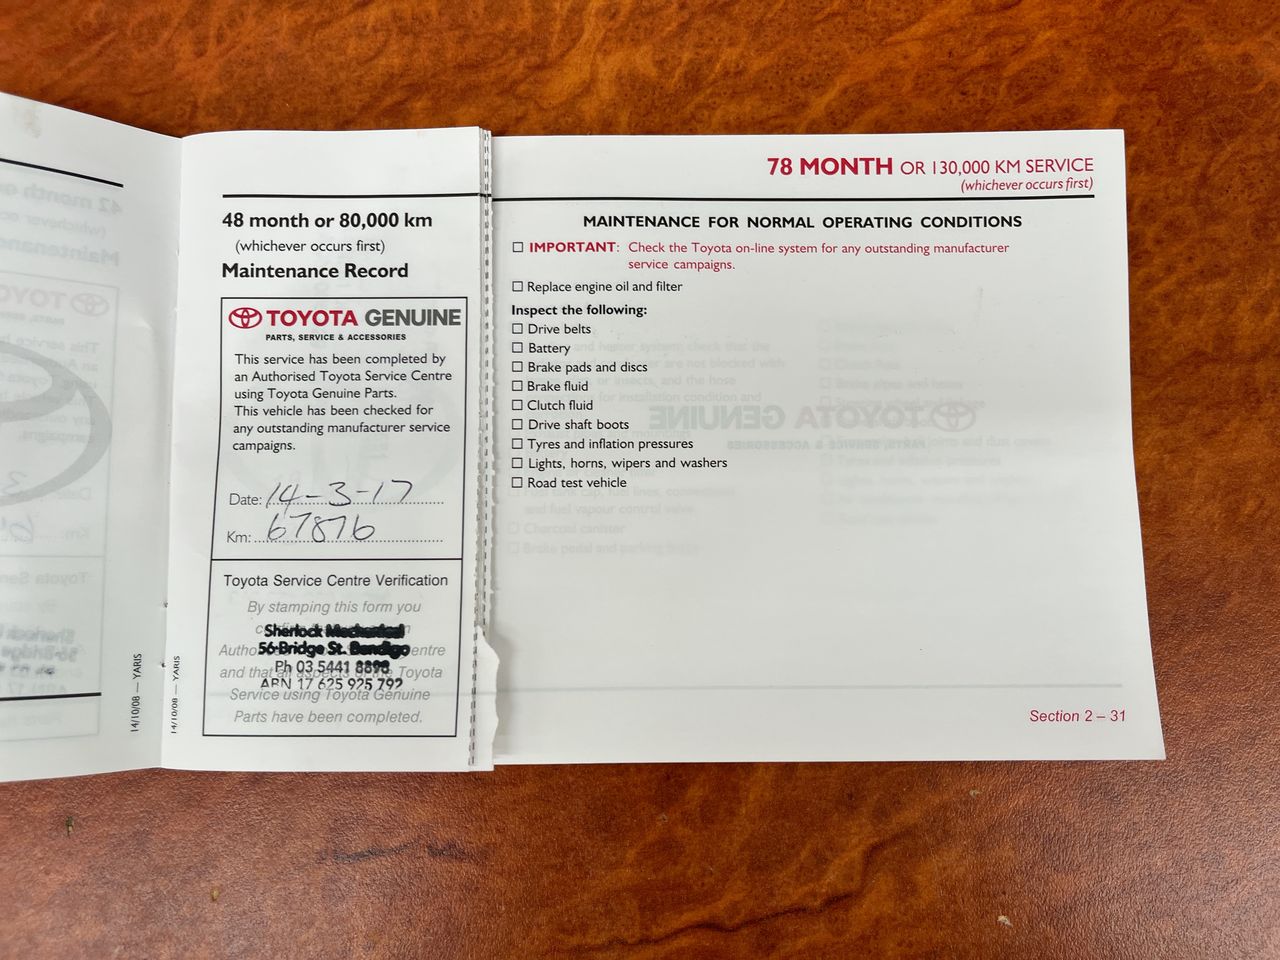 48 month or 80,000 km
(whichever occurs first)
Maintenance Record
TOYOTA GENUINE
PARTS, SERVICE & ACCESSORIES
This service has been completed by
an Authorised Toyota Service Centre
using Toyota Genuine Parts.
This vehicle has been checked for
any outstanding manufacturer service
campaigns.
Date: 14-3-17
Km: 67876
Toyota Service Centre Verification
By stamping this form you
Sherlock Mechanical
56 Bridge St. Bendigo
Ph 03 5441 8898
and that all aspects of the Toyota
ABN 17 625 925 792
Service using Toyota Genuine
Parts have been completed.
14/10/08 — YARIS
14/10/08 — YARIS
78 MONTH OR 130,000 KM SERVICE
(whichever occurs first)
MAINTENANCE FOR NORMAL OPERATING CONDITIONS
IMPORTANT: Check the Toyota on-line system for any outstanding manufacturer
service campaigns.
Replace engine oil and filter
Inspect the following:
Drive belts
Battery
Brake pads and discs
Brake fluid
Clutch fluid
Drive shaft boots
Tyres and inflation pressures
Lights, horns, wipers and washers
Road test vehicle
Section 2 – 31